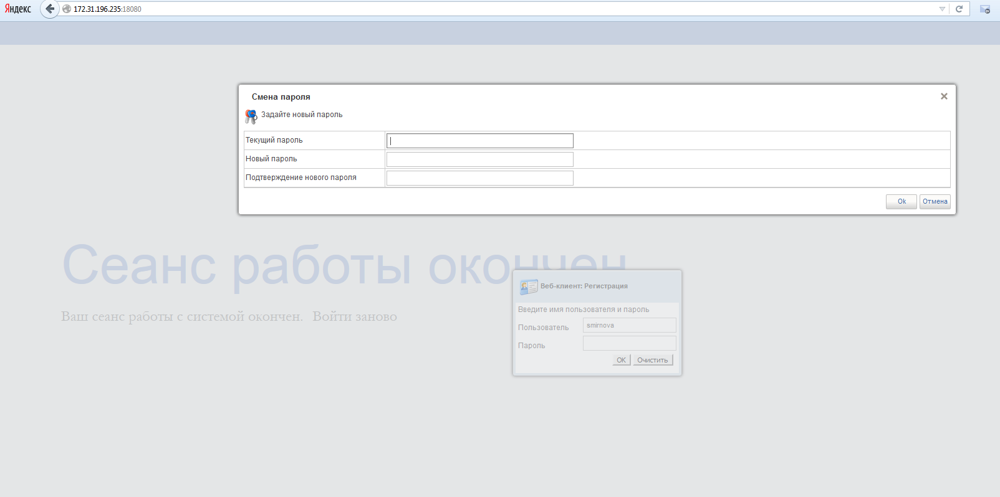 Яндекс
172.31.196.235:18080
Смена пароля
Задайте новый пароль
Текущий пароль
Новый пароль
Подтверждение нового пароля
Ok Отмена
Сеанс работы окончен
Ваш сеанс работы с системой окончен. Войти заново
Веб-клиент: Регистрация
Введите имя пользователя и пароль
Пользователь smirnova
Пароль
OK Очистить